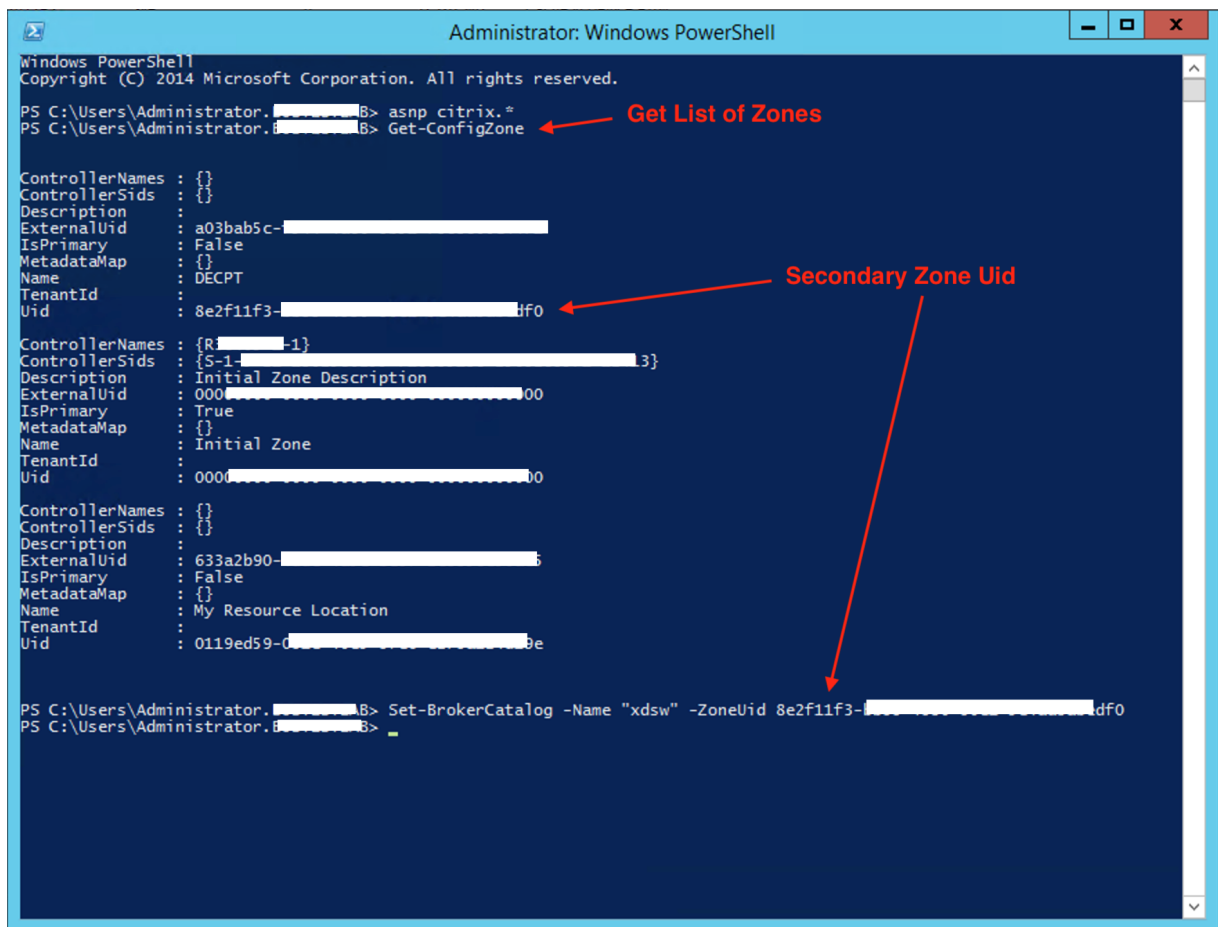 Administrator: Windows PowerShell
Windows PowerShell
Copyright (C) 2014 Microsoft Corporation. All rights reserved.
PS C:\Users\Administrator. B> asnp citrix.*
Get List of Zones
PS C:\Users\Administrator. B> Get-ConfigZone
ControllerNames : {}
ControllerSids : {}
Description :
ExternalUid : a03bab5c-
IsPrimary : False
MetadataMap : {}
Name : DECPT
Secondary Zone Uid
TenantId :
Uid : 8e2f11f3- df0
ControllerNames : {R -1}
ControllerSids : {S-1- 13}
Description : Initial Zone Description
ExternalUid : 000 00
IsPrimary : True
MetadataMap : {}
Name : Initial Zone
TenantId :
Uid : 000 00
ControllerNames : {}
ControllerSids : {}
Description :
ExternalUid : 633a2b90-
IsPrimary : False
MetadataMap : {}
Name : My Resource Location
TenantId :
Uid : 0119ed59- 9e
PS C:\Users\Administrator. B> Set-BrokerCatalog -Name "xdsw" -ZoneUid 8e2f11f3- df0
PS C:\Users\Administrator. B>